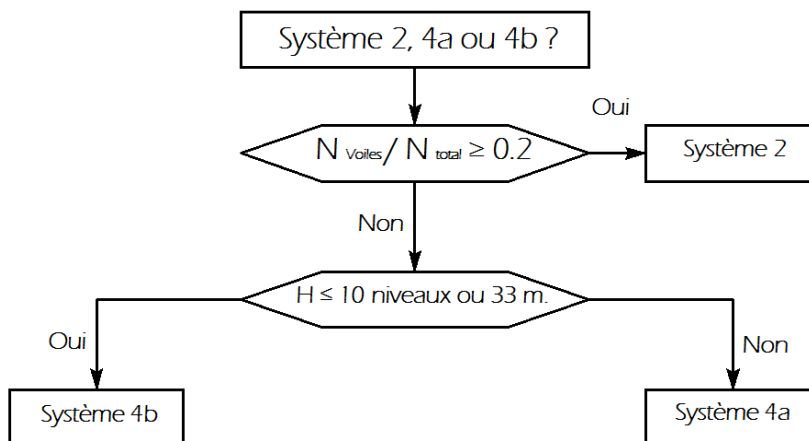 Système 2, 4a ou 4b ?
N Voiles / N total ≥ 0.2
Oui
Système 2
Non
H ≤ 10 niveaux ou 33 m.
Oui
Non
Système 4b
Système 4a